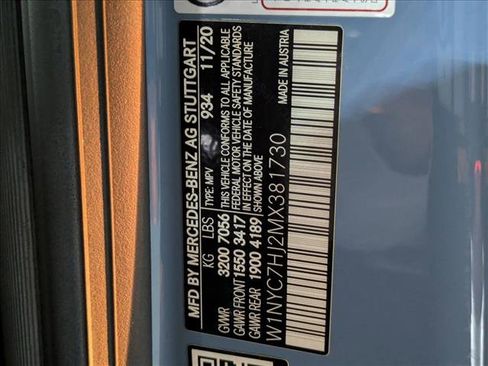 MFD BY MERCEDES-BENZ AG STUTTGART
TYPE: MPV 934 11/20
KG LBS
GVWR 3200 7056
GAWR FRONT 1550 3417
GAWR REAR 1900 4189
THIS VEHICLE CONFORMS TO ALL APPLICABLE
FEDERAL MOTOR VEHICLE SAFETY STANDARDS
IN EFFECT ON THE DATE OF MANUFACTURE
SHOWN ABOVE
W1NYC7HJ2MX381730
MADE IN AUSTRIA